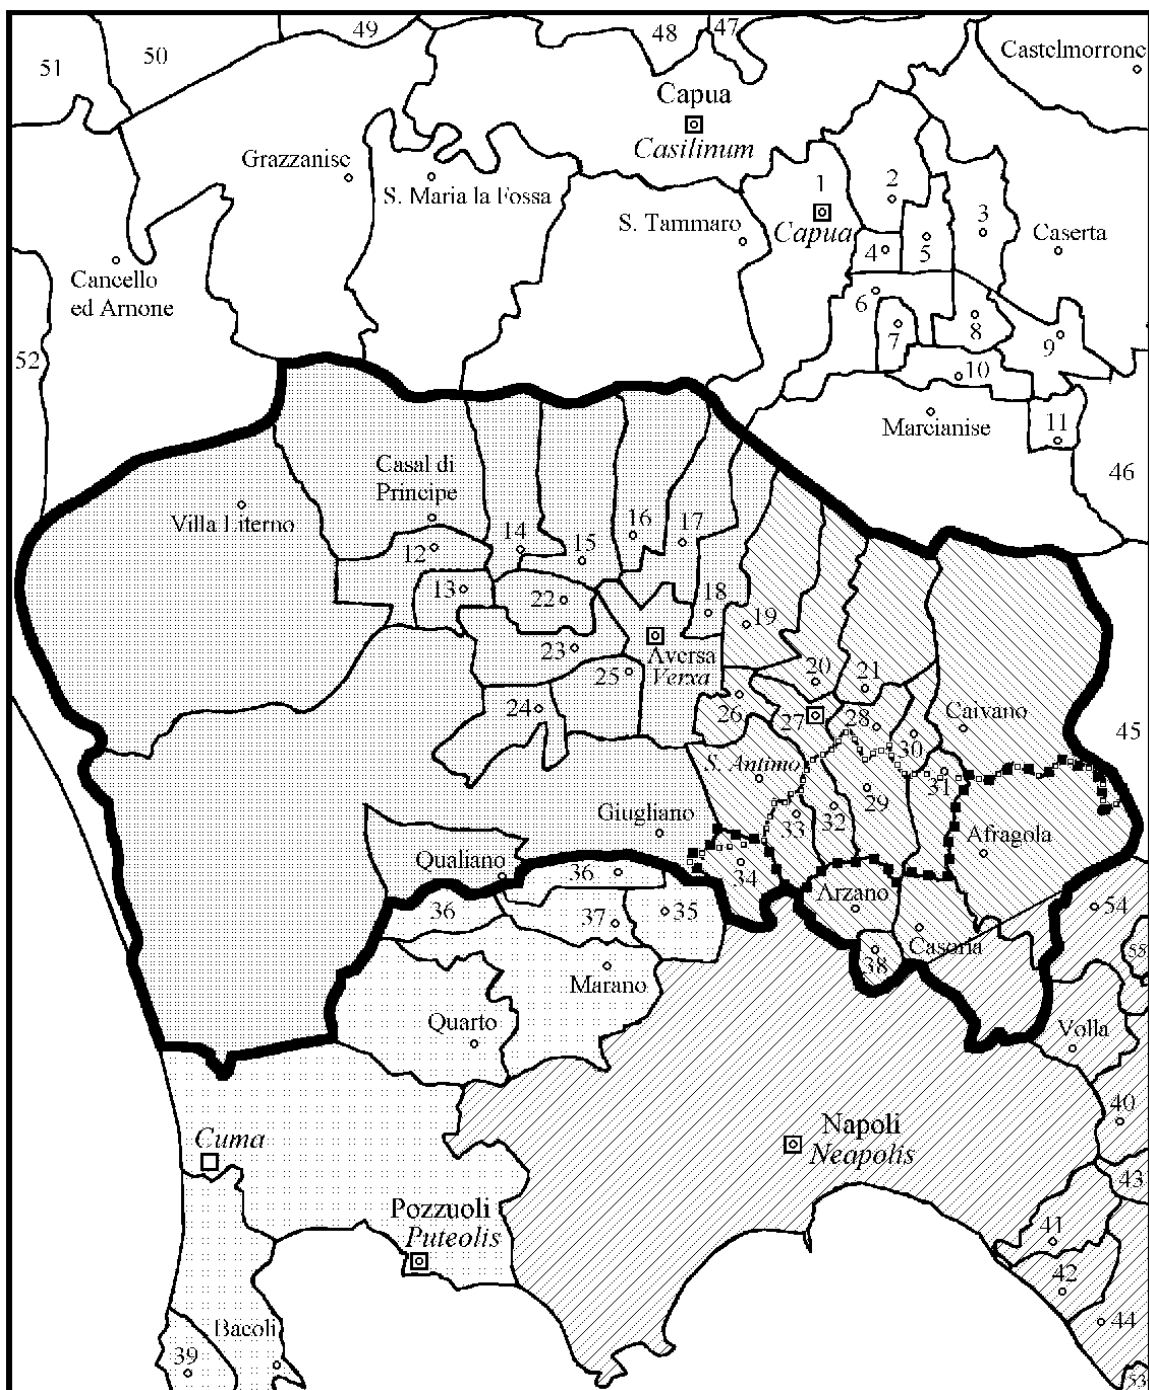 49
48
47
50
51
Castelmorrone
Capua
Casilinum
Grazzanise
S. Maria la Fossa
1
2
3
S. Tammaro
Capua
4
5
Caserta
Cancello
ed Arnone
6
7
8
9
52
10
Marcianise
11
46
Casal di
Principe
Villa Literno
12
14
15
16
17
13
22
18
19
23
Aversa
Verxa
25
20
21
24
26
27
28
30
Caivano
45
S. Antimo
31
29
Giugliano
33
32
Afragola
Qualiano
36
34
Arzano
36
37
35
54
Casoria
38
55
Marano
Quarto
Volla
40
Cuma
Napoli
Neapolis
43
Pozzuoli
Puteolis
41
42
44
Bacoli
39
53